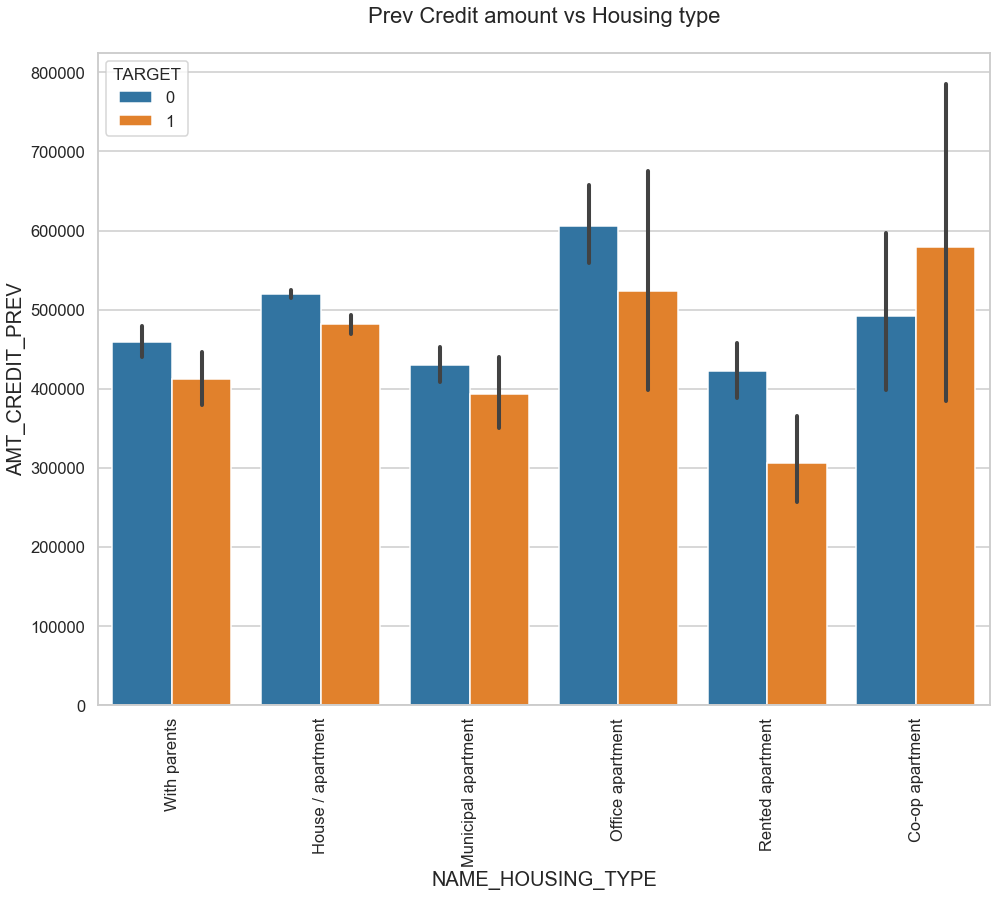 Prev Credit amount vs Housing type
TARGET
0
1
800000
700000
600000
500000
400000
300000
200000
100000
0
AMT_CREDIT_PREV
With parents
House / apartment
Municipal apartment
Office apartment
Rented apartment
Co-op apartment
NAME_HOUSING_TYPE